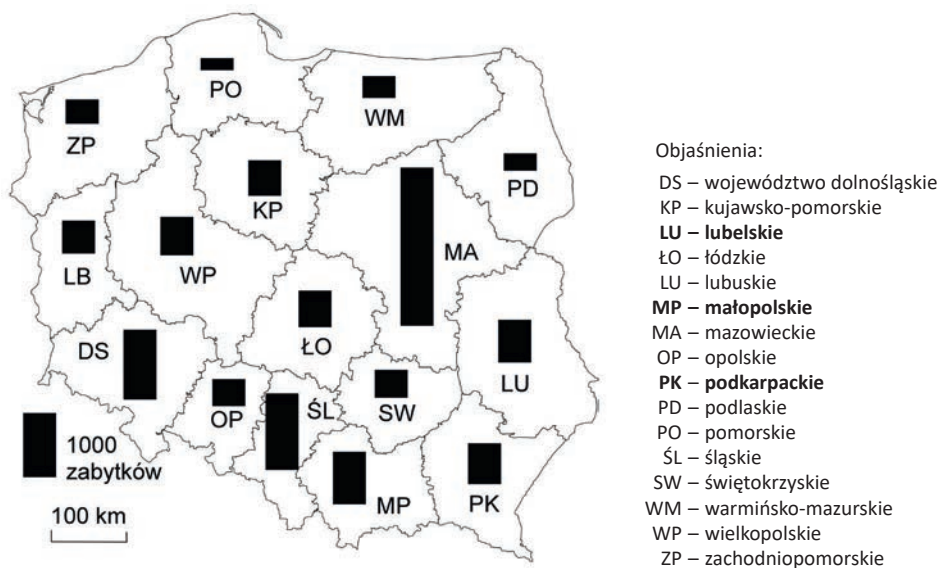 PO
WM
ZP
PD
KP
MA
LB
WP
DS
ŁO
LU
OP
ŚL
SW
1000
zabytków
MP
PK
100 km
Objaśnienia:
DS – województwo dolnośląskie
KP – kujawsko-pomorskie
LU – lubelskie
ŁO – łódzkie
LU – lubuskie
MP – małopolskie
MA – mazowieckie
OP – opolskie
PK – podkarpackie
PD – podlaskie
PO – pomorskie
ŚL – śląskie
SW – świętokrzyskie
WM – warmińsko-mazurskie
WP – wielkopolskie
ZP – zachodniopomorskie